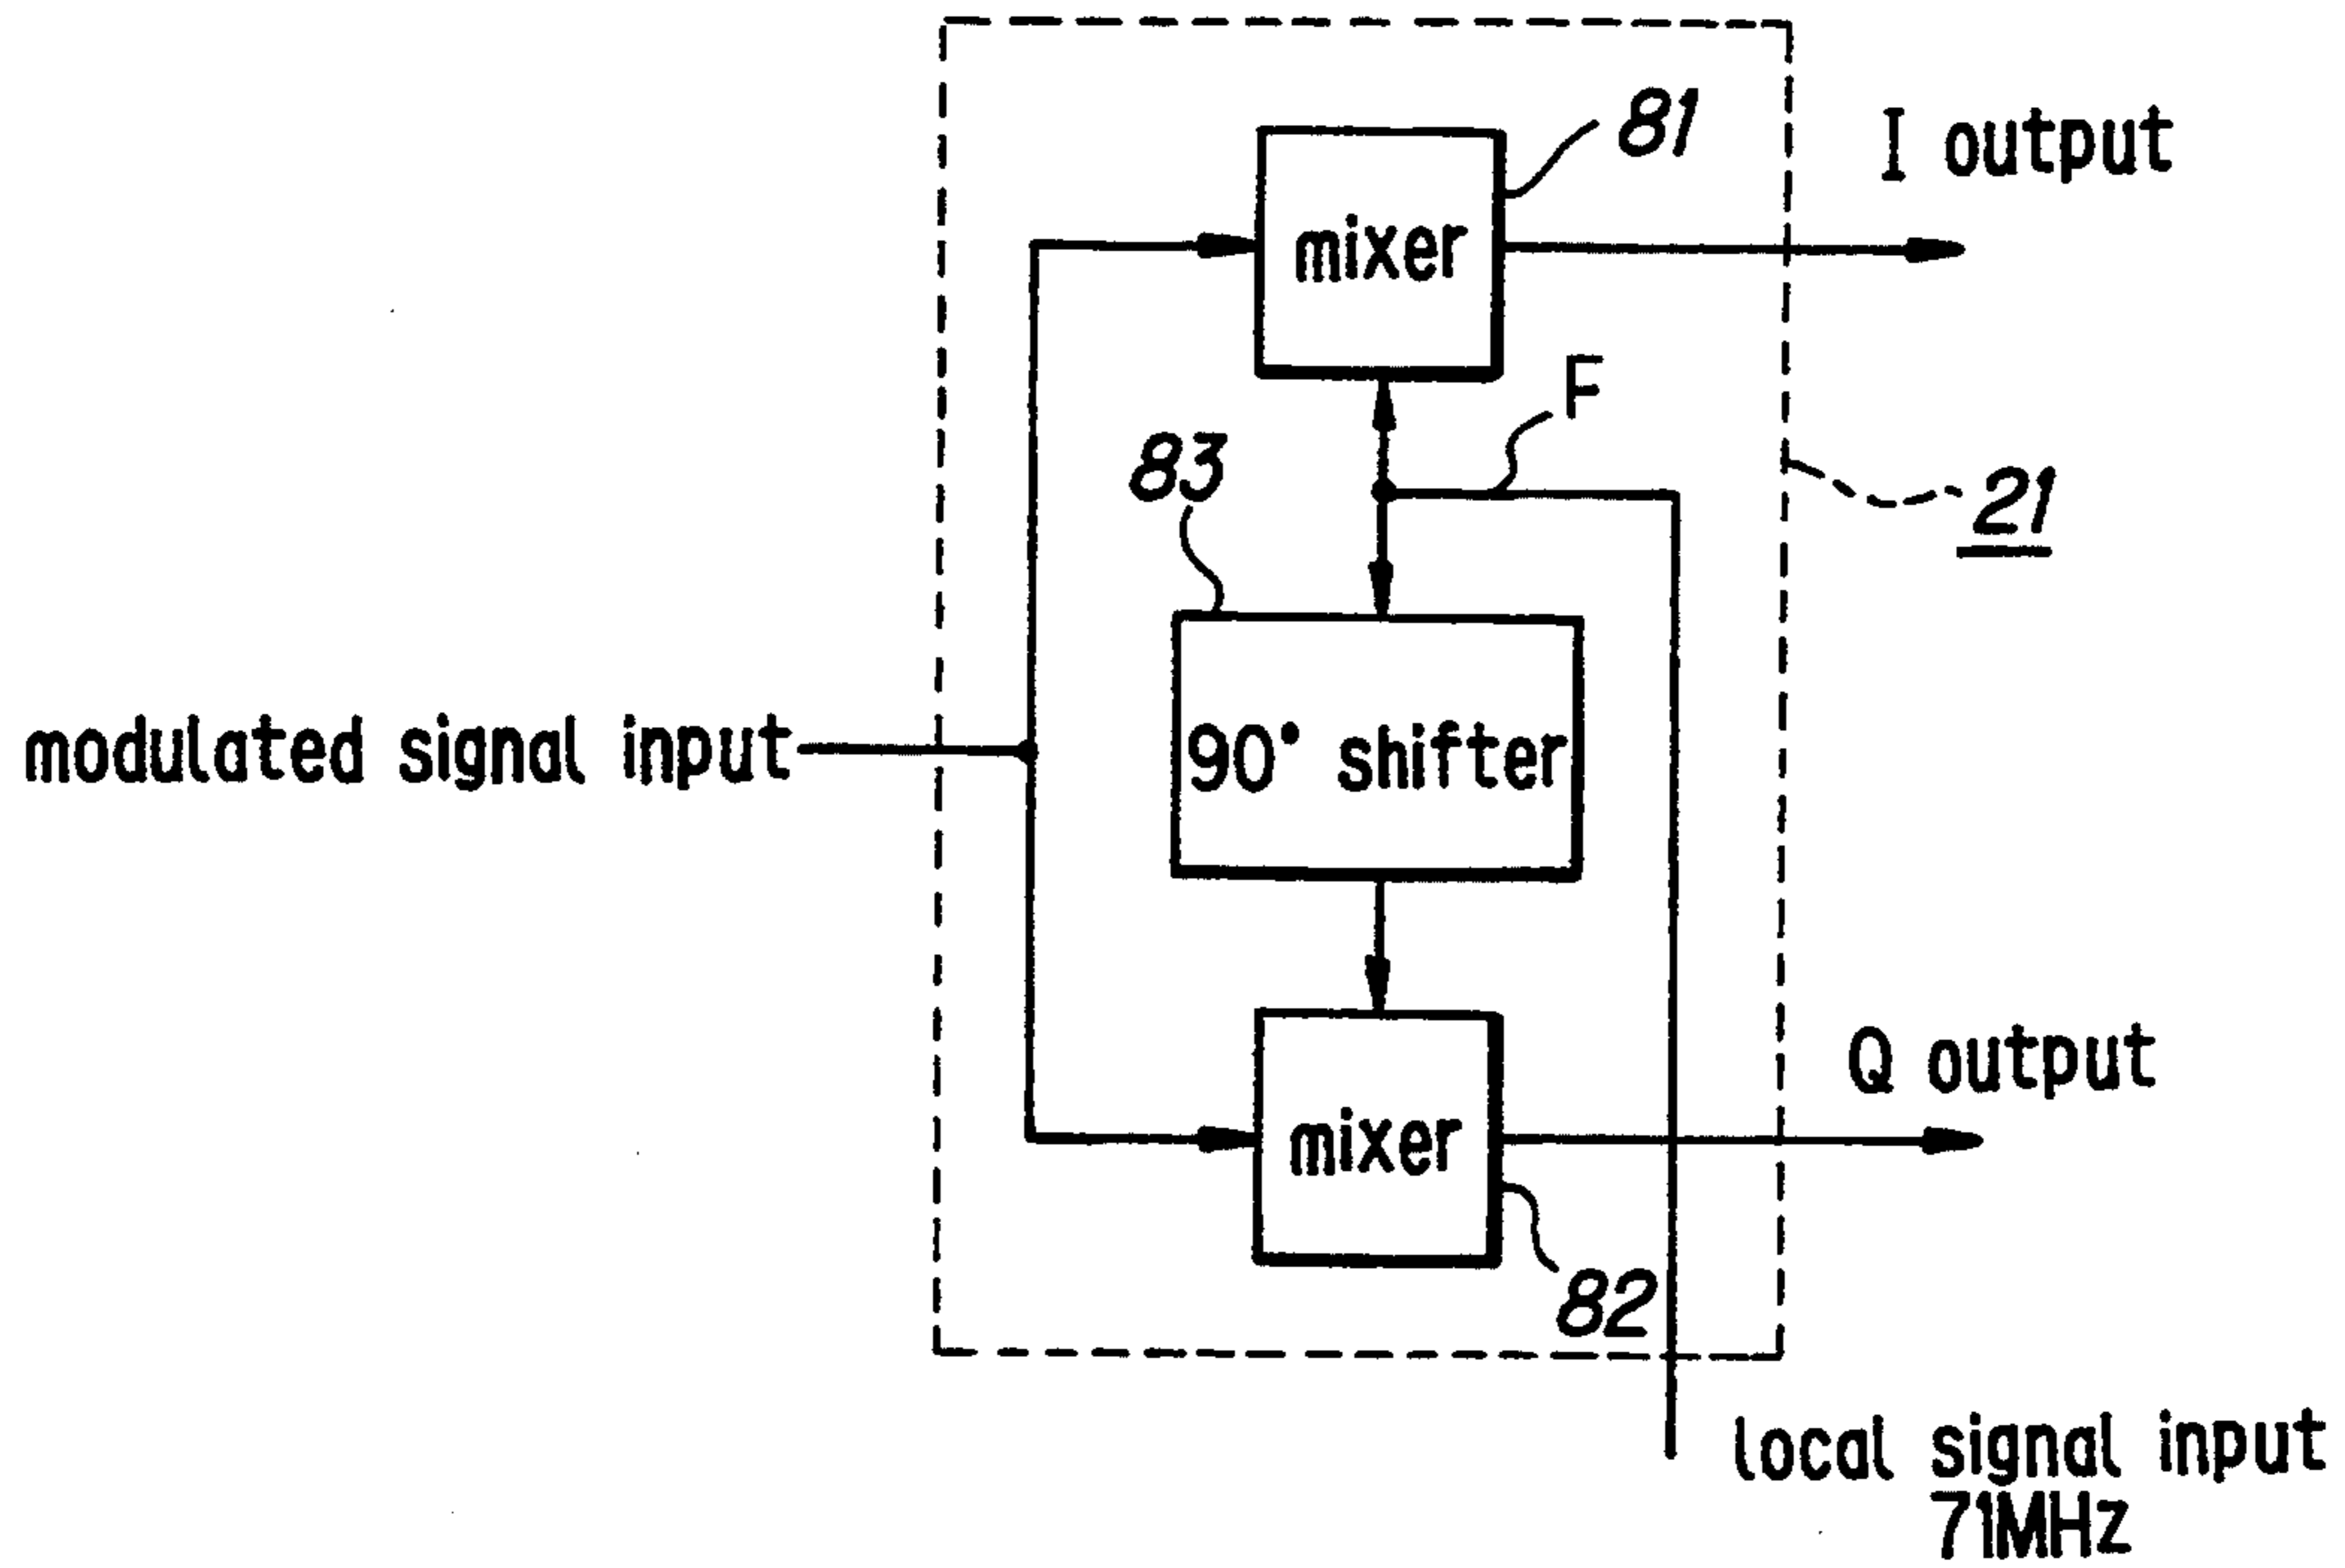 81
I output
mixer
F
83
21
modulated signal input
90° shifter
Q output
mixer
82
local signal input
71MHz